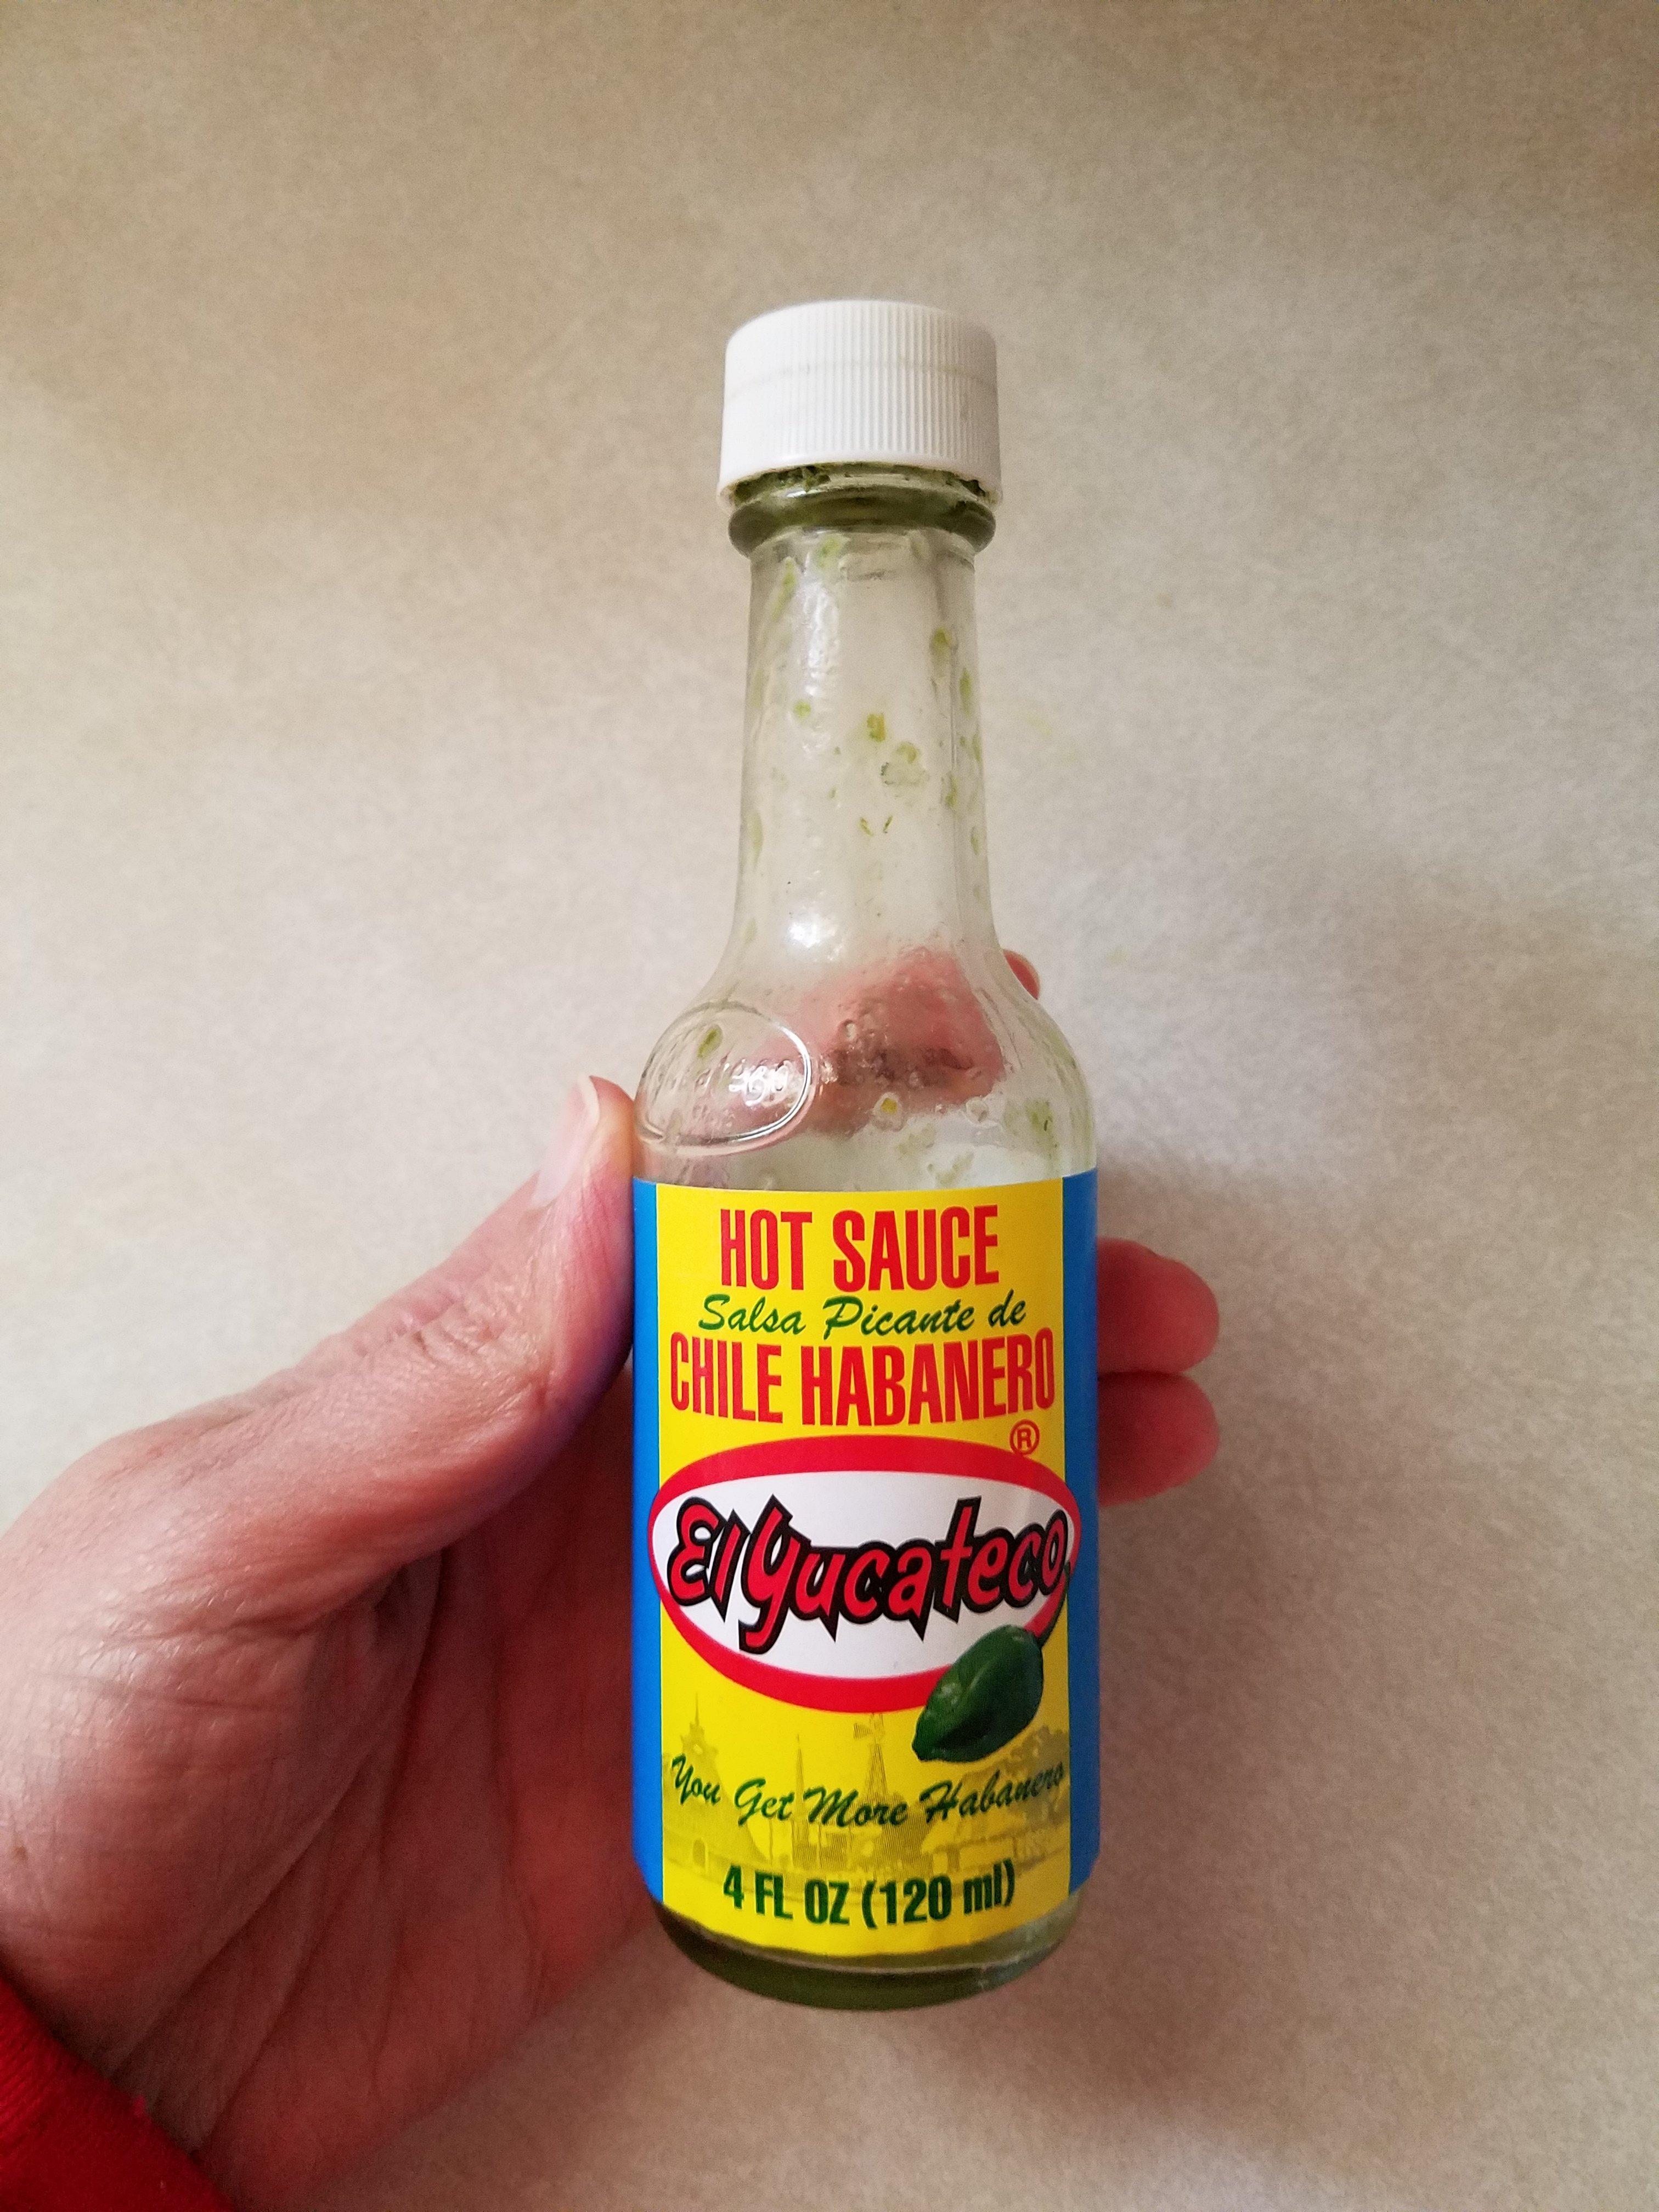 HOT SAUCE
Salsa Picante de
CHILE HABANERO
®
El Yucateco
You Get More Habanero
4 FL OZ (120 ml)